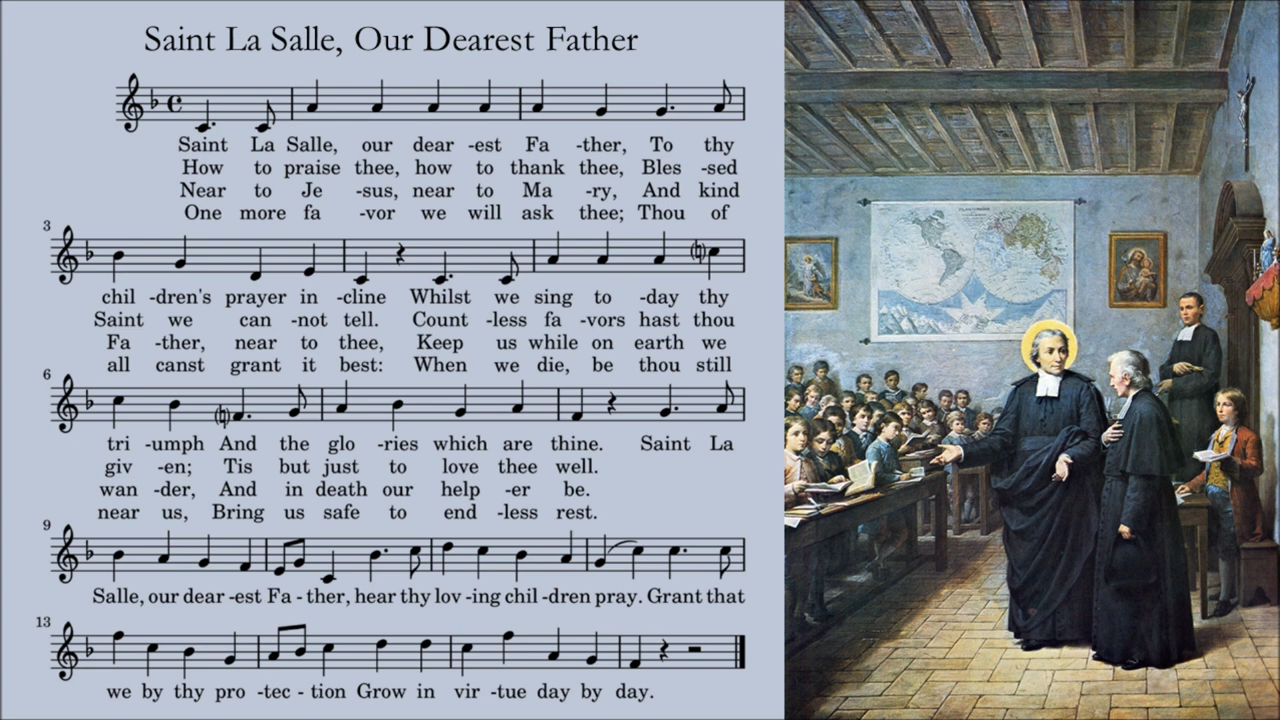 Saint La Salle, Our Dearest Father
Saint La Salle, our dear -est Fa -ther, To thy
How to praise thee, how to thank thee, Bles -sed
Near to Je -sus, near to Ma -ry, And kind
One more fa -vor we will ask thee; Thou of
3
chil -dren's prayer in -cline Whilst we sing to -day thy
Saint we can -not tell. Count -less fa -vors hast thou
Fa -ther, near to thee, Keep us while on earth we
all canst grant it best: When we die, be thou still
6
tri -umph And the glo -ries which are thine. Saint La
giv -en; Tis but just to love thee well.
wan -der, And in death our help -er be.
near us, Bring us safe to end -less rest.
9
Salle, our dear -est Fa - ther, hear thy lov -ing chil -dren pray. Grant that
13
we by thy pro -tec - tion Grow in vir -tue day by day.